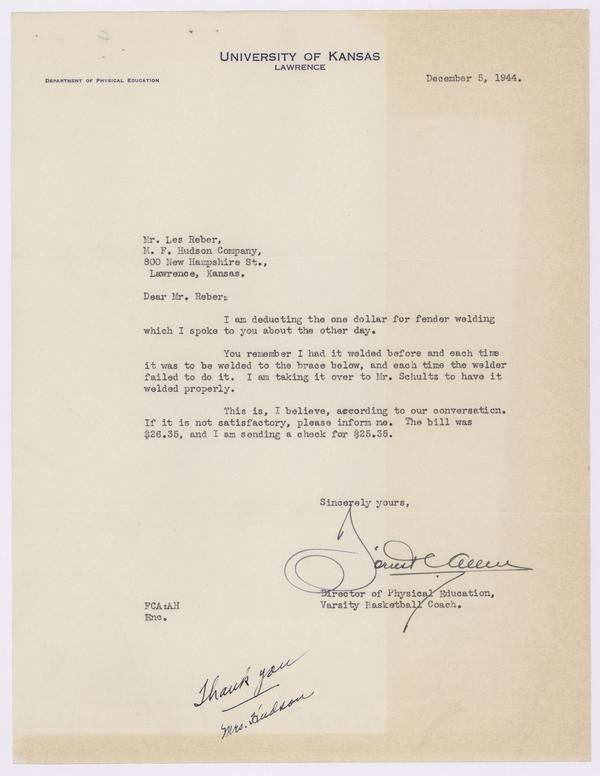 UNIVERSITY OF KANSAS
LAWRENCE
DEPARTMENT OF PHYSICAL EDUCATION
December 5, 1944.
Mr. Les Reber,
M. F. Hudson Company,
800 New Hampshire St.,
Lawrence, Kansas.
Dear Mr. Reber:
I am deducting the one dollar for fender welding
which I spoke to you about the other day.
You remember I had it welded before and each time
it was to be welded to the brace below, and each time the welder
failed to do it. I am taking it over to Mr. Schultz to have it
welded properly.
This is, I believe, according to our conversation.
If it is not satisfactory, please inform me. The bill was
$26.35, and I am sending a check for $25.35.
Sincerely yours,
Forrest C. Allen
Director of Physical Education,
Varsity Basketball Coach.
FCA:AH
Enc.
Thank you
Mrs. Hudson